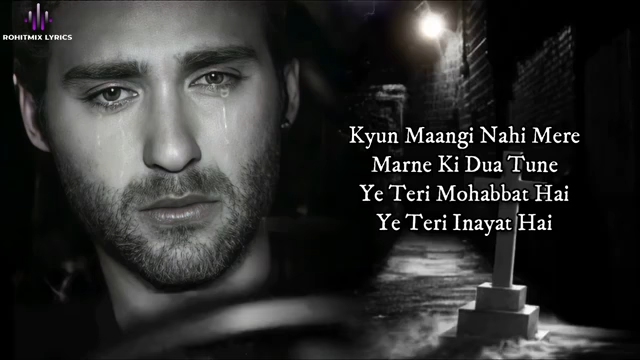 ROHITMIX LYRICS
Kyun Maangi Nahi Mere
Marne Ki Dua Tune
Ye Teri Mohabbat Hai
Ye Teri Inayat Hai